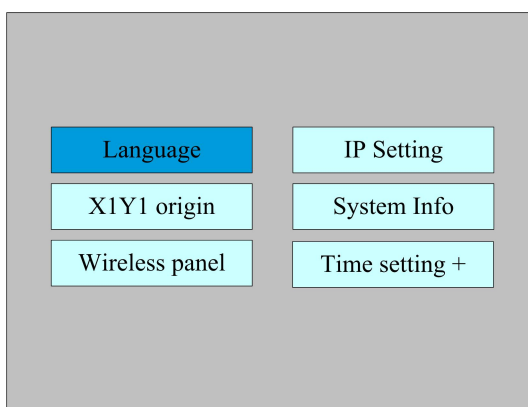 Language
IP Setting
X1Y1 origin
System Info
Wireless panel
Time setting +